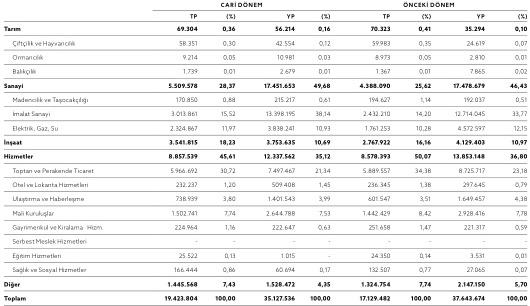 CARİ DÖNEM ÖNCEKİ DÖNEM
TP (%) YP (%) TP (%) YP (%)
Tarım 69.304 0,36 56.214 0,16 70.323 0,41 35.294 0,10
Çiftçilik ve Hayvancılık 58.351 0,30 42.554 0,12 59.983 0,35 24.619 0,07
Ormancılık 9.214 0,05 10.981 0,03 8.973 0,05 2.810 0,01
Balıkçılık 1.739 0,01 2.679 0,01 1.367 0,01 7.865 0,02
Sanayi 5.509.578 28,37 17.451.653 49,68 4.388.090 25,62 17.478.679 46,43
Madencilik ve Taşocakçılığı 170.850 0,88 215.217 0,61 194.627 1,14 192.037 0,51
İmalat Sanayi 3.013.861 15,52 13.398.195 38,14 2.432.210 14,20 12.714.045 33,77
Elektrik, Gaz, Su 2.324.867 11,97 3.838.241 10,93 1.761.253 10,28 4.572.597 12,15
İnşaat 3.541.815 18,23 3.753.635 10,69 2.767.922 16,16 4.129.403 10,97
Hizmetler 8.857.539 45,61 12.337.562 35,12 8.578.393 50,07 13.853.148 36,80
Toptan ve Perakende Ticaret 5.966.692 30,72 7.497.467 21,34 5.889.557 34,38 8.725.717 23,18
Otel ve Lokanta Hizmetleri 232.237 1,20 509.408 1,45 236.345 1,38 297.645 0,79
Ulaştırma ve Haberleşme 738.939 3,80 1.401.543 3,99 601.547 3,51 1.649.457 4,38
Mali Kuruluşlar 1.502.741 7,74 2.644.788 7,53 1.442.429 8,42 2.928.416 7,78
Gayrimenkul ve Kiralama Hizm. 224.964 1,16 222.647 0,63 251.658 1,47 221.317 0,59
Serbest Meslek Hizmetleri - - - - - - - -
Eğitim Hizmetleri 25.522 0,13 1.015 - 24.350 0,14 3.531 0,01
Sağlık ve Sosyal Hizmetler 166.444 0,86 60.694 0,17 132.507 0,77 27.065 0,07
Diğer 1.445.568 7,43 1.528.472 4,35 1.324.754 7,74 2.147.150 5,70
Toplam 19.423.804 100,00 35.127.536 100,00 17.129.482 100,00 37.643.674 100,00